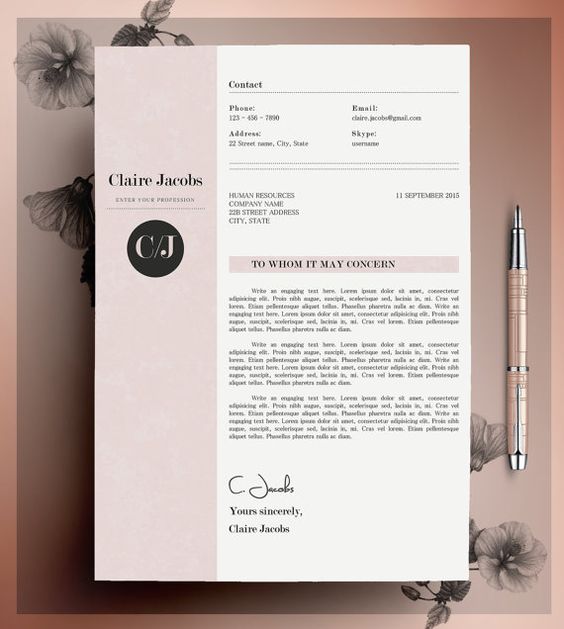 Claire Jacobs
ENTER YOUR PROFESSION
C/J
Contact
Phone:
123 - 456 - 7890
Email:
claire.jacobs@gmail.com
Address:
22 Street name, City, State
Skype:
username
HUMAN RESOURCES
COMPANY NAME
22B STREET ADDRESS
CITY, STATE
11 SEPTEMBER 2015
TO WHOM IT MAY CONCERN
Write an engaging text here. Lorem ipsum dolor sit amet, consectetur
adipiscing elit. Proin nibh augue, suscipit, scelerisque sed, lacinia in, mi. Cras vel
lorem. Etiam pellentesque aliquet tellus. Phasellus pharetra nulla ac diam. Write an
engaging text here. Lorem ipsum dolor sit amet, consectetur adipiscing elit. Proin nibh
augue, suscipit, scelerisque sed, lacinia in, mi. Cras vel lorem. Etiam pellentesque
aliquet tellus. Phasellus pharetra nulla ac diam.
Write an engaging text here. Lorem ipsum dolor sit amet, consectetur
adipiscing elit. Proin nibh augue, suscipit, scelerisque sed, lacinia in, mi. Cras vel
lorem. Etiam pellentesque aliquet tellus. Phasellus pharetra nulla ac diam. Write an
engaging text here. Lorem ipsum dolor sit amet, consectetur adipiscing elit. Proin nibh
augue, suscipit, scelerisque sed, lacinia in, mi. Cras vel lorem. Etiam pellentesque
aliquet tellus. Phasellus pharetra nulla ac diam.
Write an engaging text here. Lorem ipsum dolor sit amet, consectetur
adipiscing elit. Proin nibh augue, suscipit, scelerisque sed, lacinia in, mi. Cras vel
lorem. Etiam pellentesque aliquet tellus. Phasellus pharetra nulla ac diam. Write an
engaging text here. Lorem ipsum dolor sit amet, consectetur adipiscing elit. Proin nibh
augue, suscipit, scelerisque sed, lacinia in, mi. Cras vel lorem. Etiam pellentesque
aliquet tellus. Phasellus pharetra nulla ac diam.
C. Jacobs
Yours sincerely,
Claire Jacobs